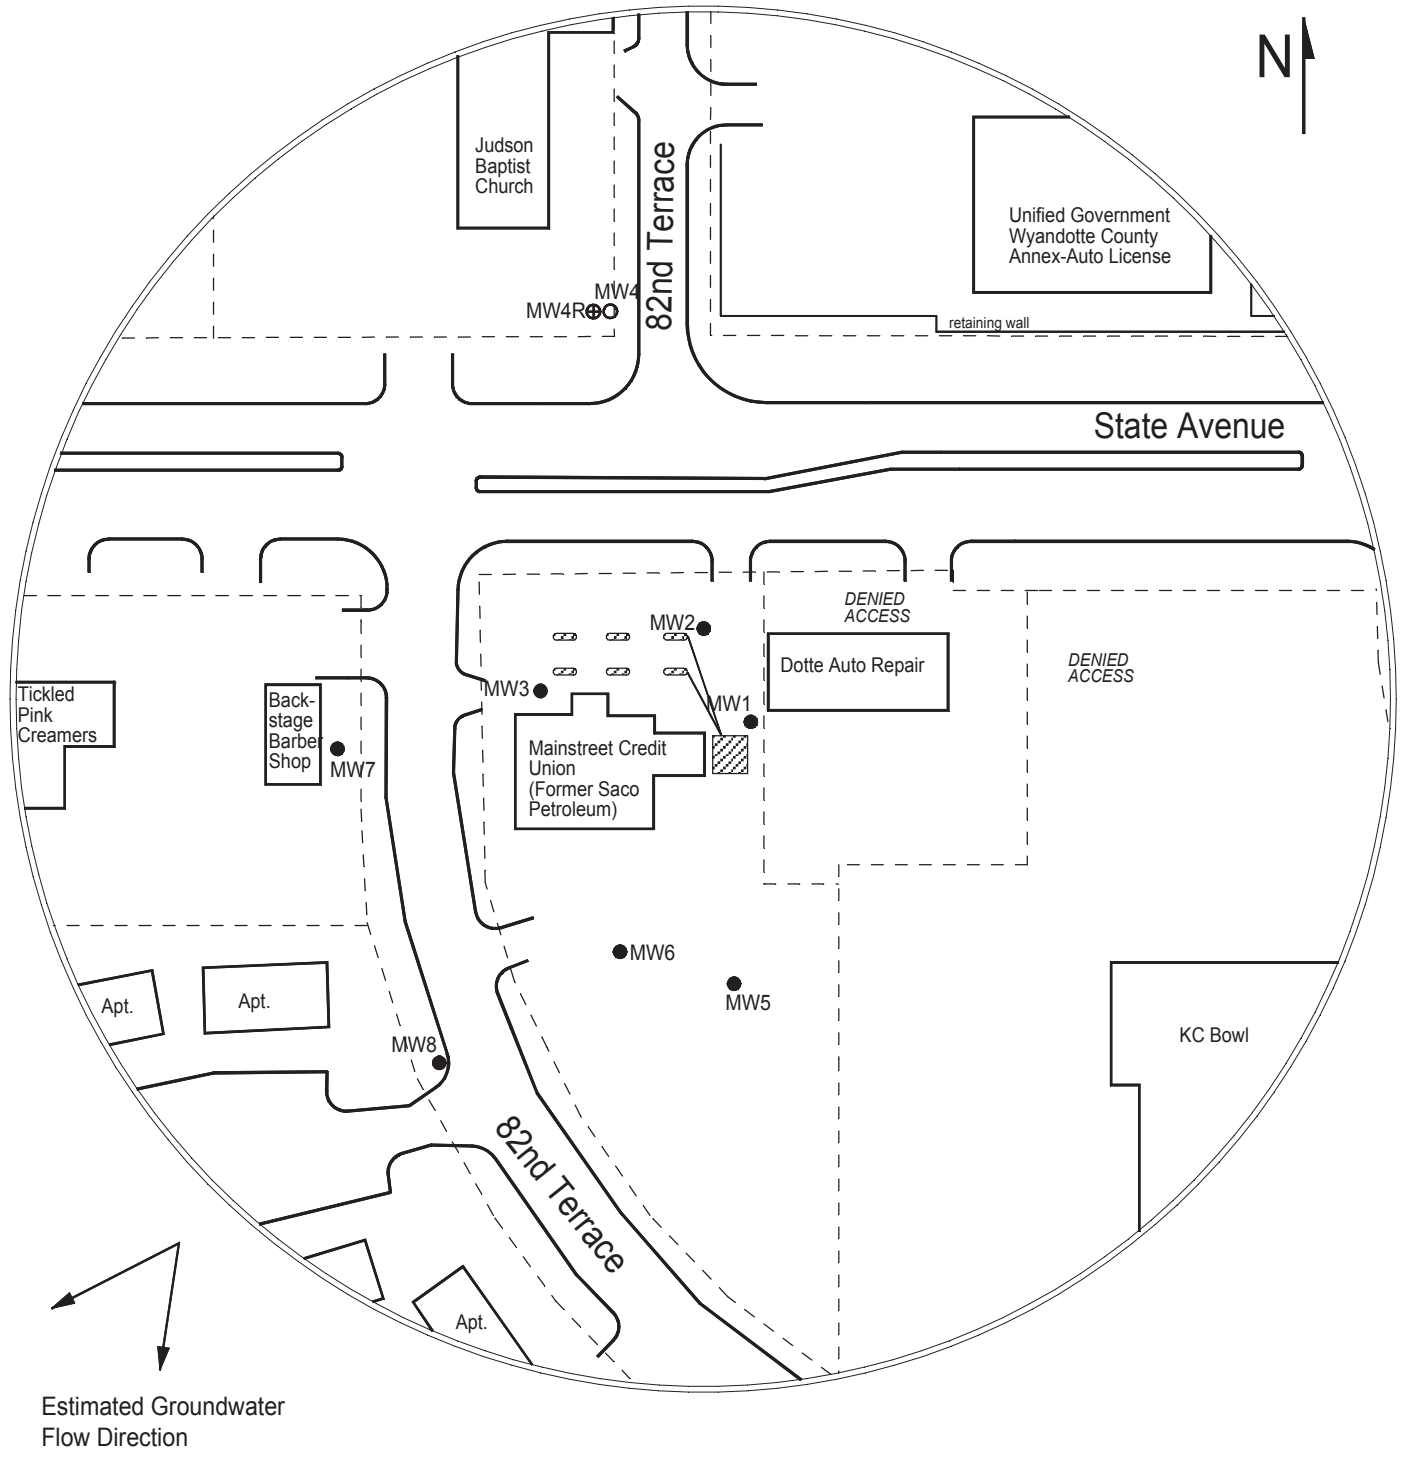 N
Judson
Baptist
Church
82nd Terrace
Unified Government
Wyandotte County
Annex-Auto License
MW4
MW4R
retaining wall
State Avenue
DENIED
ACCESS
MW2
Dotte Auto Repair
DENIED
ACCESS
MW3
MW1
Tickled
Pink
Creamers
Back-
stage
Barber
Shop
MW7
Mainstreet Credit
Union
(Former Saco
Petroleum)
MW6
MW5
Apt.
Apt.
MW8
KC Bowl
82nd Terrace
Apt.
Estimated Groundwater
Flow Direction